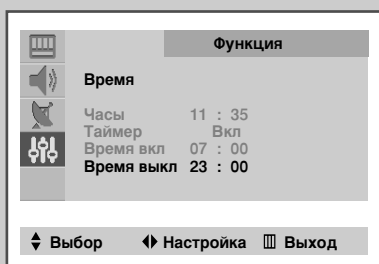 Функция
Время
Часы 11 : 35
Таймер Вкл
Время вкл 07 : 00
Время выкл 23 : 00
Выбор Настройка Выход